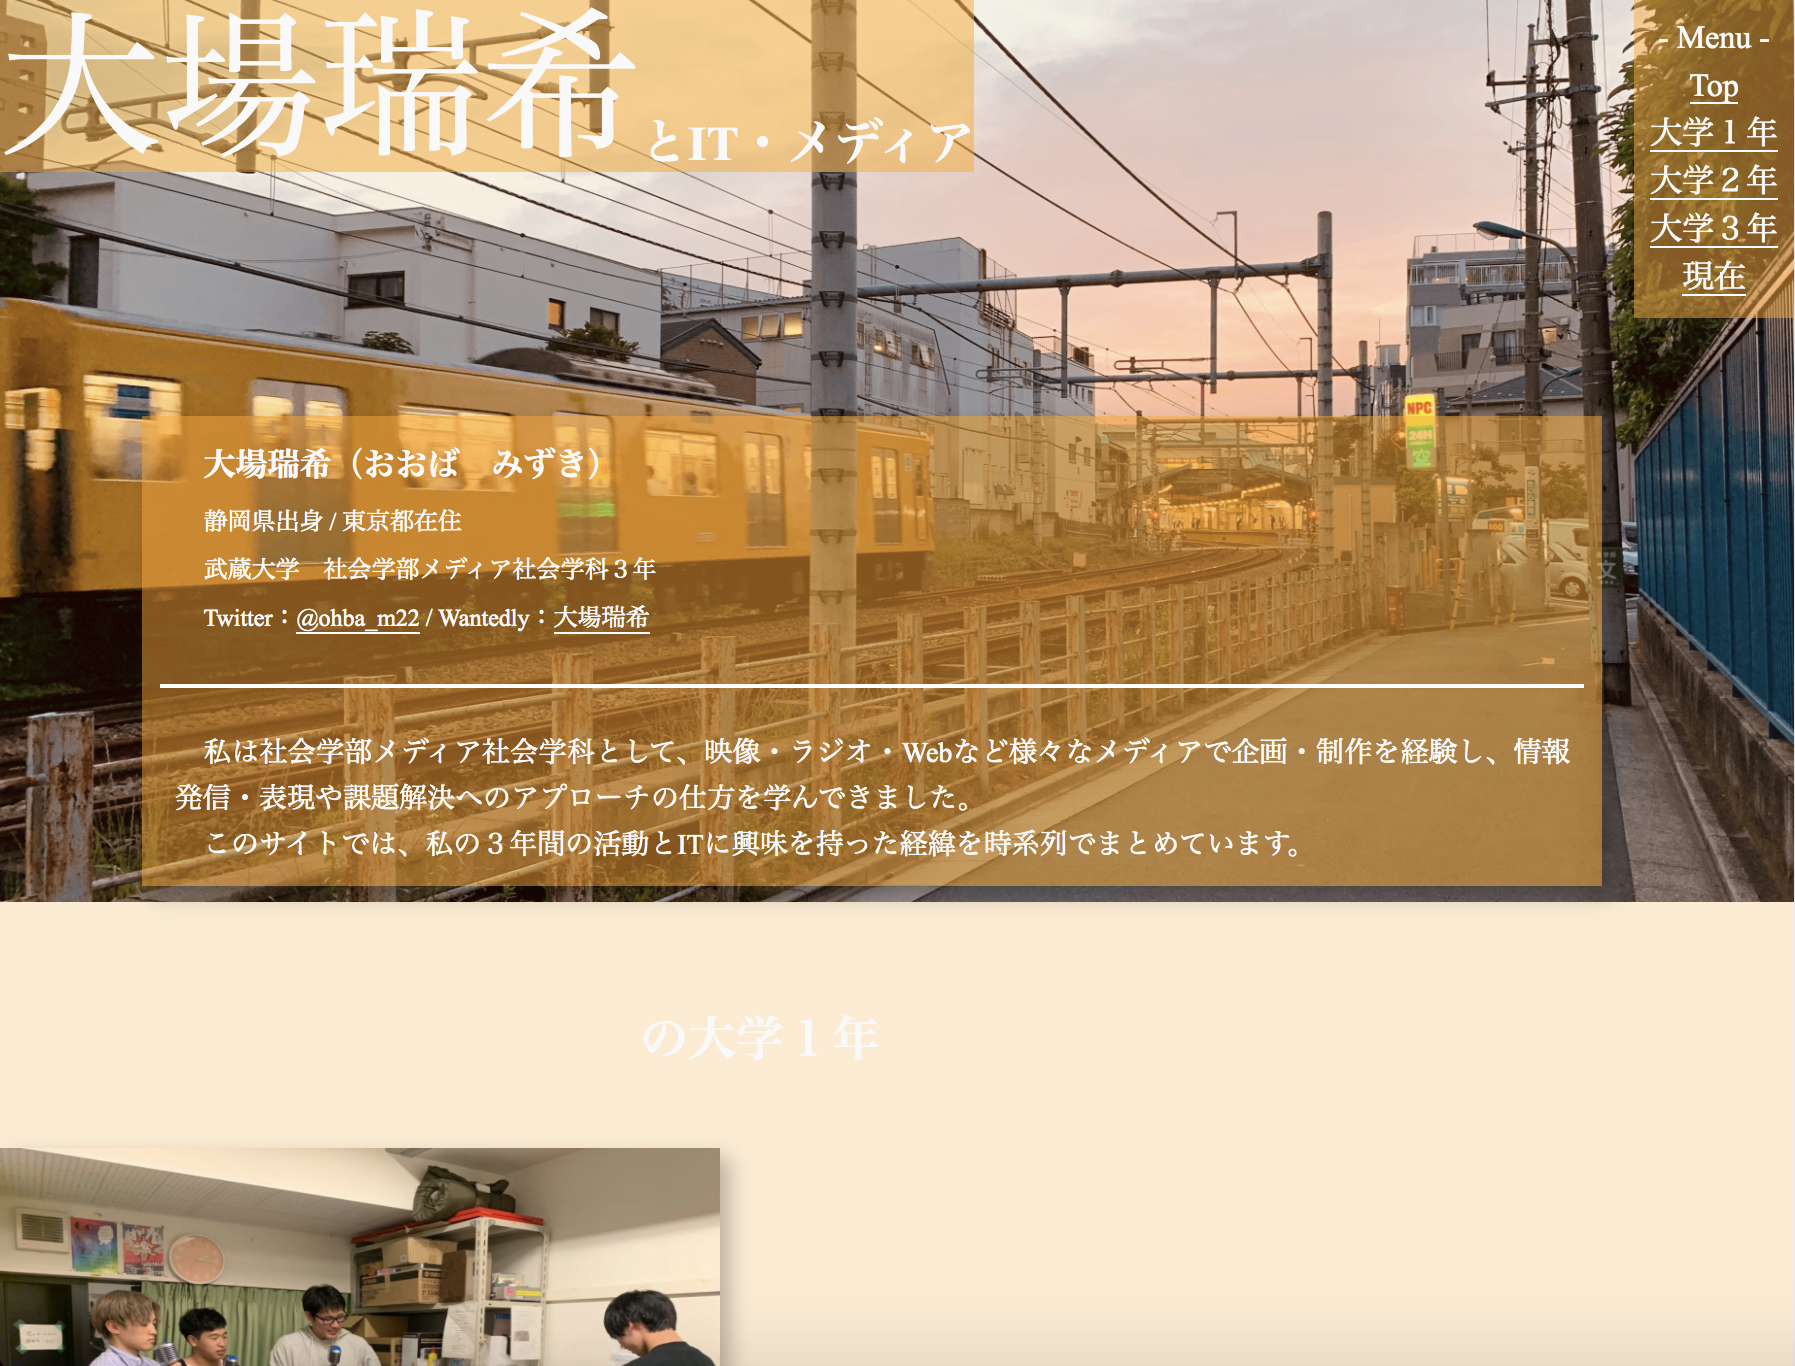 大場瑞希とIT・メディア
- Menu -
Top
大学１年
大学２年
大学３年
現在
NPC
24H
大場瑞希（おおば　みずき）
静岡県出身 / 東京都在住
武蔵大学　社会学部メディア社会学科３年
Twitter：@ohba_m22 / Wantedly：大場瑞希
100
文
私は社会学部メディア社会学科として、映像・ラジオ・Webなど様々なメディアで企画・制作を経験し、情報
発信・表現や課題解決へのアプローチの仕方を学んできました。
このサイトでは、私の３年間の活動とITに興味を持った経緯を時系列でまとめています。
の大学１年